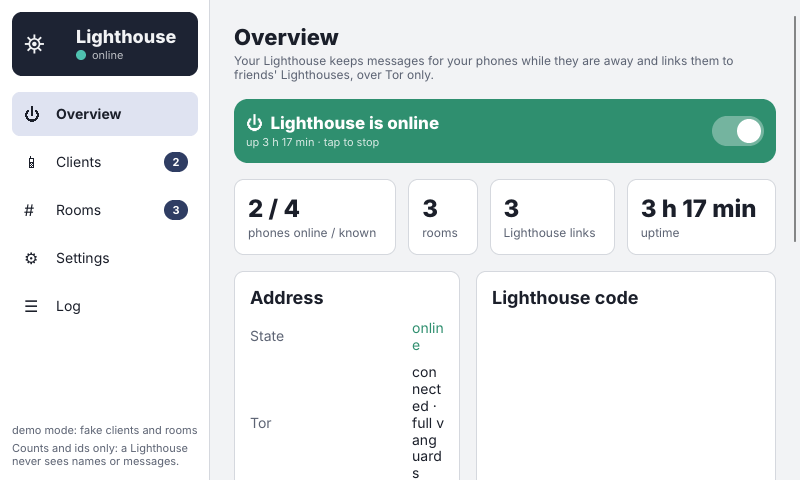 Lighthouse
online
Overview
Clients
2
Rooms
3
Settings
Log
demo mode: fake clients and rooms
Counts and ids only: a Lighthouse
never sees names or messages.
Overview
Your Lighthouse keeps messages for your phones while they are away and links them to
friends' Lighthouses, over Tor only.
Lighthouse is online
up 3 h 17 min · tap to stop
2 / 4
phones online / known
3
rooms
3
Lighthouse links
3 h 17 min
uptime
Address
State
onlin
e
Tor
con
nect
ed ·
full v
ang
uard
s
Lighthouse code